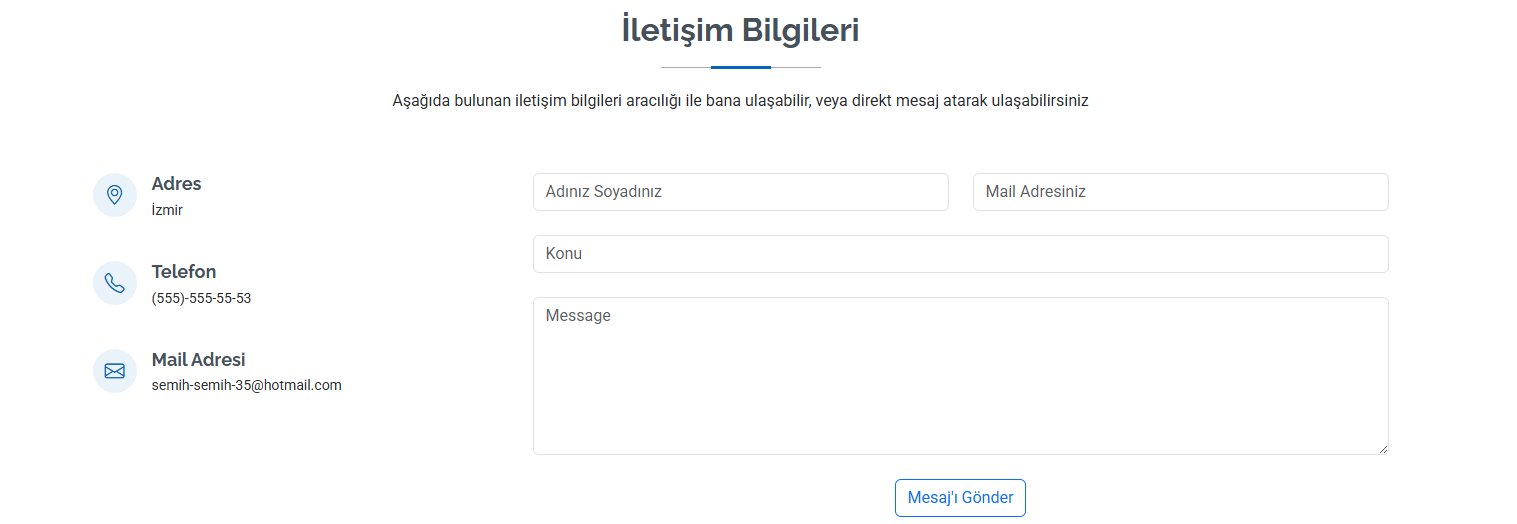 İletişim Bilgileri
Aşağıda bulunan iletişim bilgileri aracılığı ile bana ulaşabilir, veya direkt mesaj atarak ulaşabilirsiniz
Adres
İzmir
Telefon
(555)-555-55-53
Mail Adresi
semih-semih-35@hotmail.com
Adınız Soyadınız
Mail Adresiniz
Konu
Message
Mesaj'ı Gönder